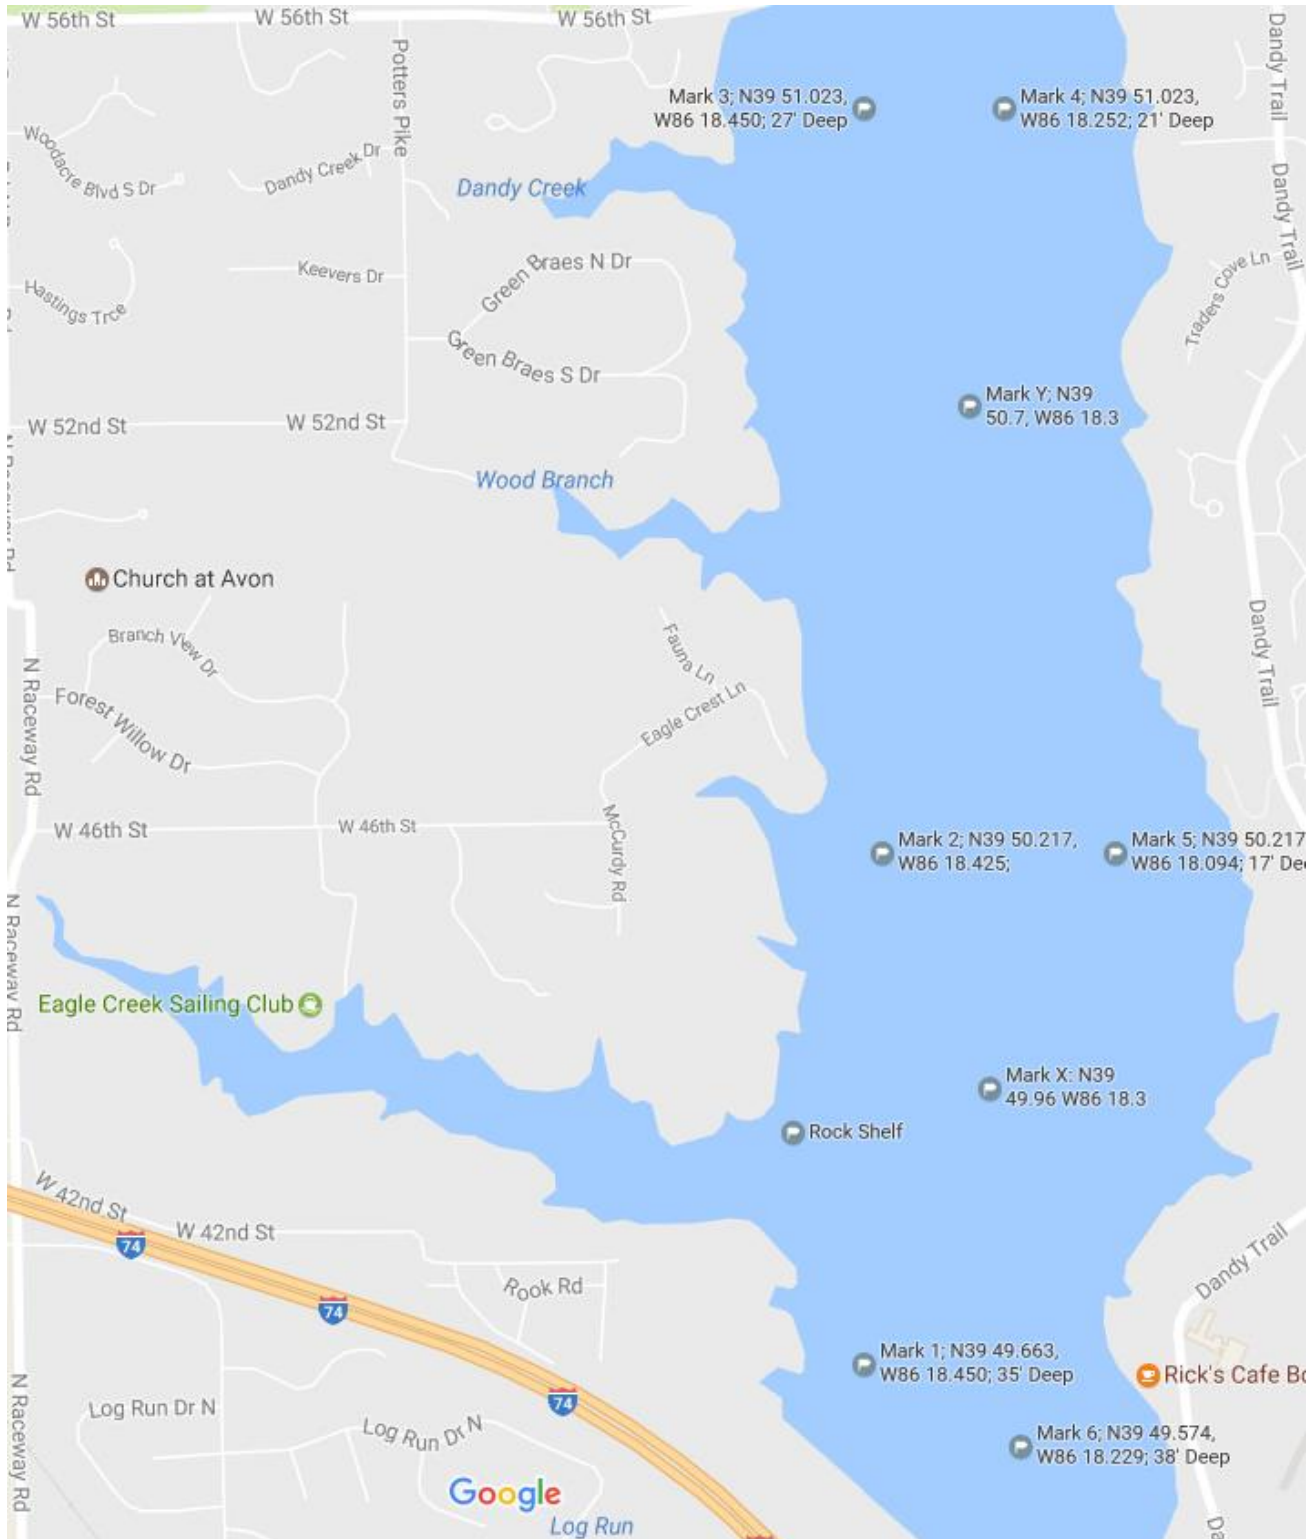 W 56th St
W 56th St
W 56th St
Potters Pike
Dandy Trail
Mark 3; N39 51.023,
W86 18.450; 27' Deep
Mark 4; N39 51.023,
W86 18.252; 21' Deep
Woodacre Blvd S Dr
Dandy Creek Dr
Dandy Creek
Dandy Trail
Keevers Dr
Green Braes N Dr
Traders Cove Ln
Hastings Trce
Green Braes S Dr
Mark Y; N39
50.7, W86 18.3
W 52nd St
W 52nd St
Wood Branch
Church at Avon
Branch View Dr
Fauna Ln
Dandy Trail
N Raceway Rd
Forest Willow Dr
Eagle Crest Ln
W 46th St
W 46th St
McCurdy Rd
Mark 2; N39 50.217,
W86 18.425;
Mark 5; N39 50.217
W86 18.094; 17' De
N Raceway Rd
Eagle Creek Sailing Club
Mark X: N39
49.96 W86 18.3
Rock Shelf
W 42nd St
W 42nd St
74
Dandy Trail
Rook Rd
74
Mark 1; N39 49.663,
W86 18.450; 35' Deep
Rick's Cafe Bo
74
N Raceway Rd
Log Run Dr N
Log Run Dr N
Mark 6; N39 49.574,
W86 18.229; 38' Deep
Google
Log Run